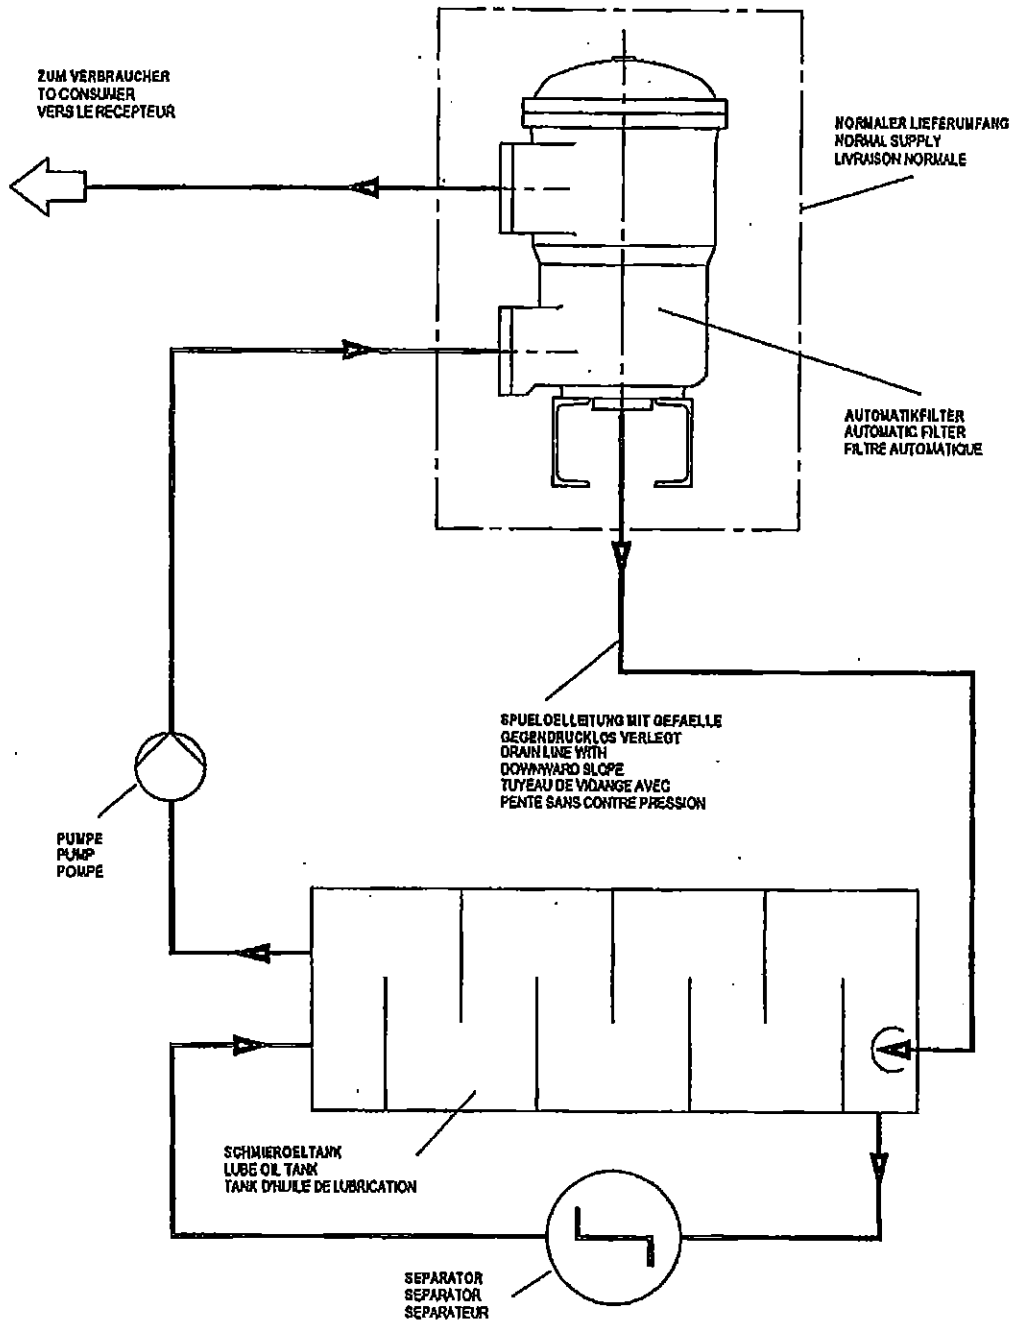 ZUM VERBRAUCHER
TO CONSUMER
VERS LE RECEPTEUR
NORMALER LIEFERUMFANG
NORMAL SUPPLY
LIVRAISON NORMALE
AUTOMATIKFILTER
AUTOMATIC FILTER
FILTRE AUTOMATIQUE
SPUELOELLEITUNG MIT GEFAELLE
GEGENDRUCKLOS VERLEGT
DRAIN LINE WITH
DOWNWARD SLOPE
TUYEAU DE VIDANGE AVEC
PENTE SANS CONTRE PRESSION
PUMPE
PUMP
POMPE
SCHMIEROELTANK
LUBE OIL TANK
TANK D'HUILE DE LUBRICATION
SEPARATOR
SEPARATOR
SEPARATEUR